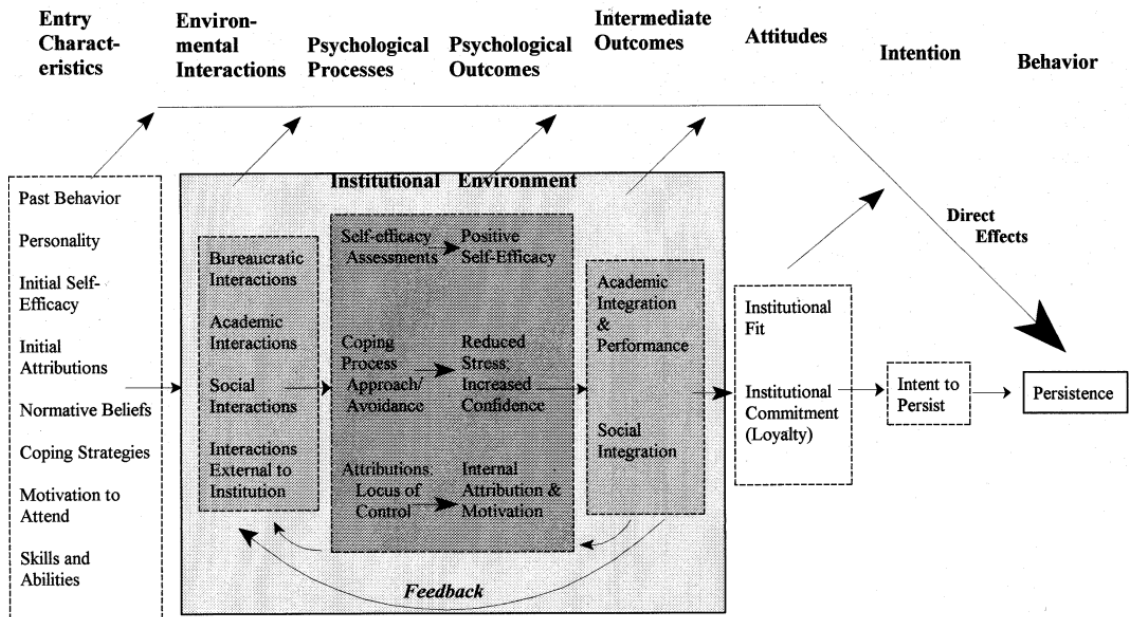 Entry
Charact-
eristics
Environ-
mental
Interactions
Psychological
Processes
Psychological
Outcomes
Intermediate
Outcomes
Attitudes
Intention
Behavior
Past Behavior
Personality
Initial Self-
Efficacy
Initial
Attributions
Normative Beliefs
Coping Strategies
Motivation to
Attend
Skills and
Abilities
Institutional Environment
Bureaucratic
Interactions
Academic
Interactions
Social
Interactions
Interactions
External to
Institution
Self-efficacy
Assessments
Positive
Self-Efficacy
Coping
Process
Approach/
Avoidance
Reduced
Stress;
Increased
Confidence
Attributions.
Locus of
Control
Internal
Attribution &
Motivation
Academic
Integration
&
Performance
Social
Integration
Feedback
Institutional
Fit
Institutional
Commitment
(Loyalty)
Intent to
Persist
Direct
Effects
Persistence